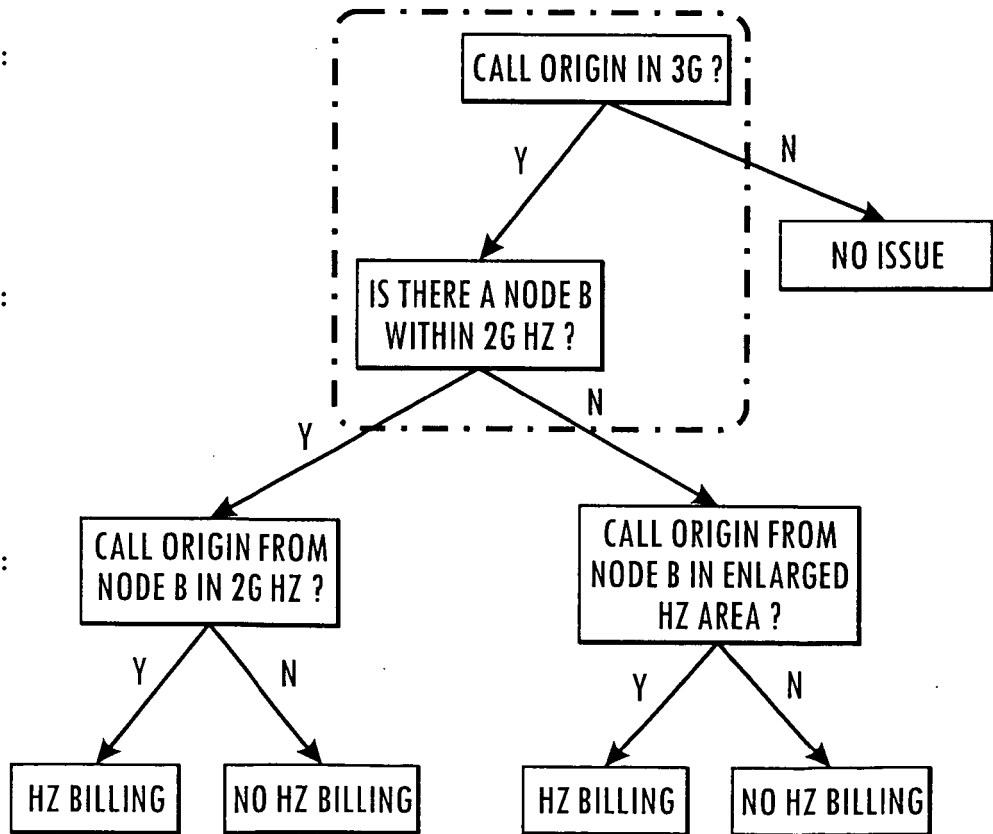 :
CALL ORIGIN IN 3G ?
Y
N
NO ISSUE
:
IS THERE A NODE B
WITHIN 2G HZ ?
Y
N
:
CALL ORIGIN FROM
NODE B IN 2G HZ ?
CALL ORIGIN FROM
NODE B IN ENLARGED
HZ AREA ?
Y
N
Y
N
HZ BILLING
NO HZ BILLING
HZ BILLING
NO HZ BILLING